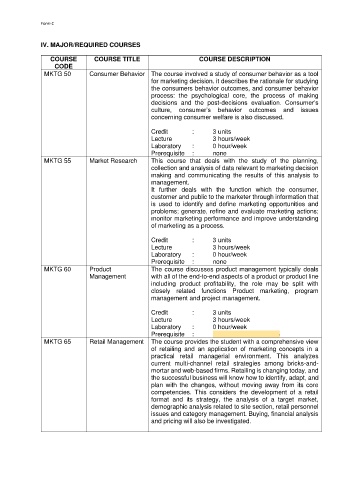 Form C
IV. MAJOR/REQUIRED COURSES
COURSE CODE COURSE TITLE COURSE DESCRIPTION
MKTG 50 Consumer Behavior The course involved a study of consumer behavior as a tool
for marketing decision, it describes the rationale for studying
the consumers behavior outcomes, and consumer behavior
process: the psychological core, the process of making
decisions and the post-decisions evaluation. Consumer's
culture, consumer's behavior outcomes and issues
concerning consumer welfare is also discussed.
Credit : 3 units
Lecture 3 hours/week
Laboratory : 0 hour/week
Prerequisite : none
MKTG 55 Market Research This course that deals with the study of the planning,
collection and analysis of data relevant to marketing decision
making and communicating the results of this analysis to
management.
It further deals with the function which the consumer,
customer and public to the marketer through information that
is used to identify and define marketing opportunities and
problems; generate, refine and evaluate marketing actions;
monitor marketing performance and improve understanding
of marketing as a process.
Credit : 3 units
Lecture 3 hours/week
Laboratory : 0 hour/week
Prerequisite : none
MKTG 60 Product Management The course discusses product management typically deals
with all of the end-to-end aspects of a product or product line
including product profitability, the role may be split with
closely related functions Product marketing, program
management and project management.
Credit : 3 units
Lecture 3 hours/week
Laboratory : 0 hour/week
Prerequisite :
MKTG 65 Retail Management The course provides the student with a comprehensive view
of retailing and an application of marketing concepts in a
practical retail managerial environment. This analyzes
current multi-channel retail strategies among bricks-and-
mortar and web-based firms. Retailing is changing today, and
the successful business will know how to identify, adapt, and
plan with the changes, without moving away from its core
competencies. This considers the development of a retail
format and its strategy, the analysis of a target market,
demographic analysis related to site section, retail personnel
issues and category management. Buying, financial analysis
and pricing will also be investigated.